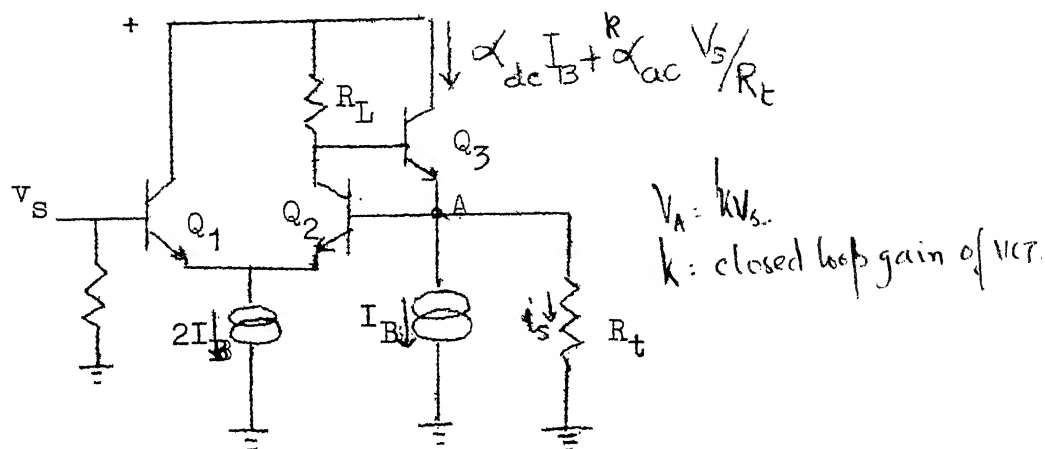 +
α_dc I_B + k α_ac V_S/R_t
R_L
Q_3
V_S
Q_1
Q_2
A
V_A = kV_S.
k: closed loop gain of
2I_B
I_B
i_s
R_t